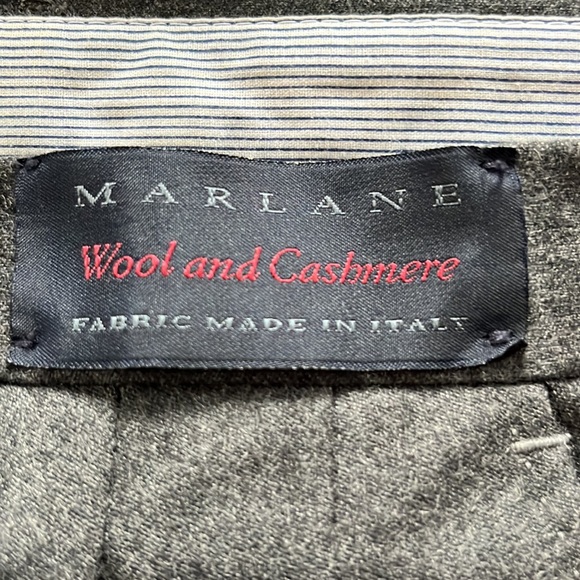 MARLANE
Wool and Cashmere
FABRIC MADE IN ITALY